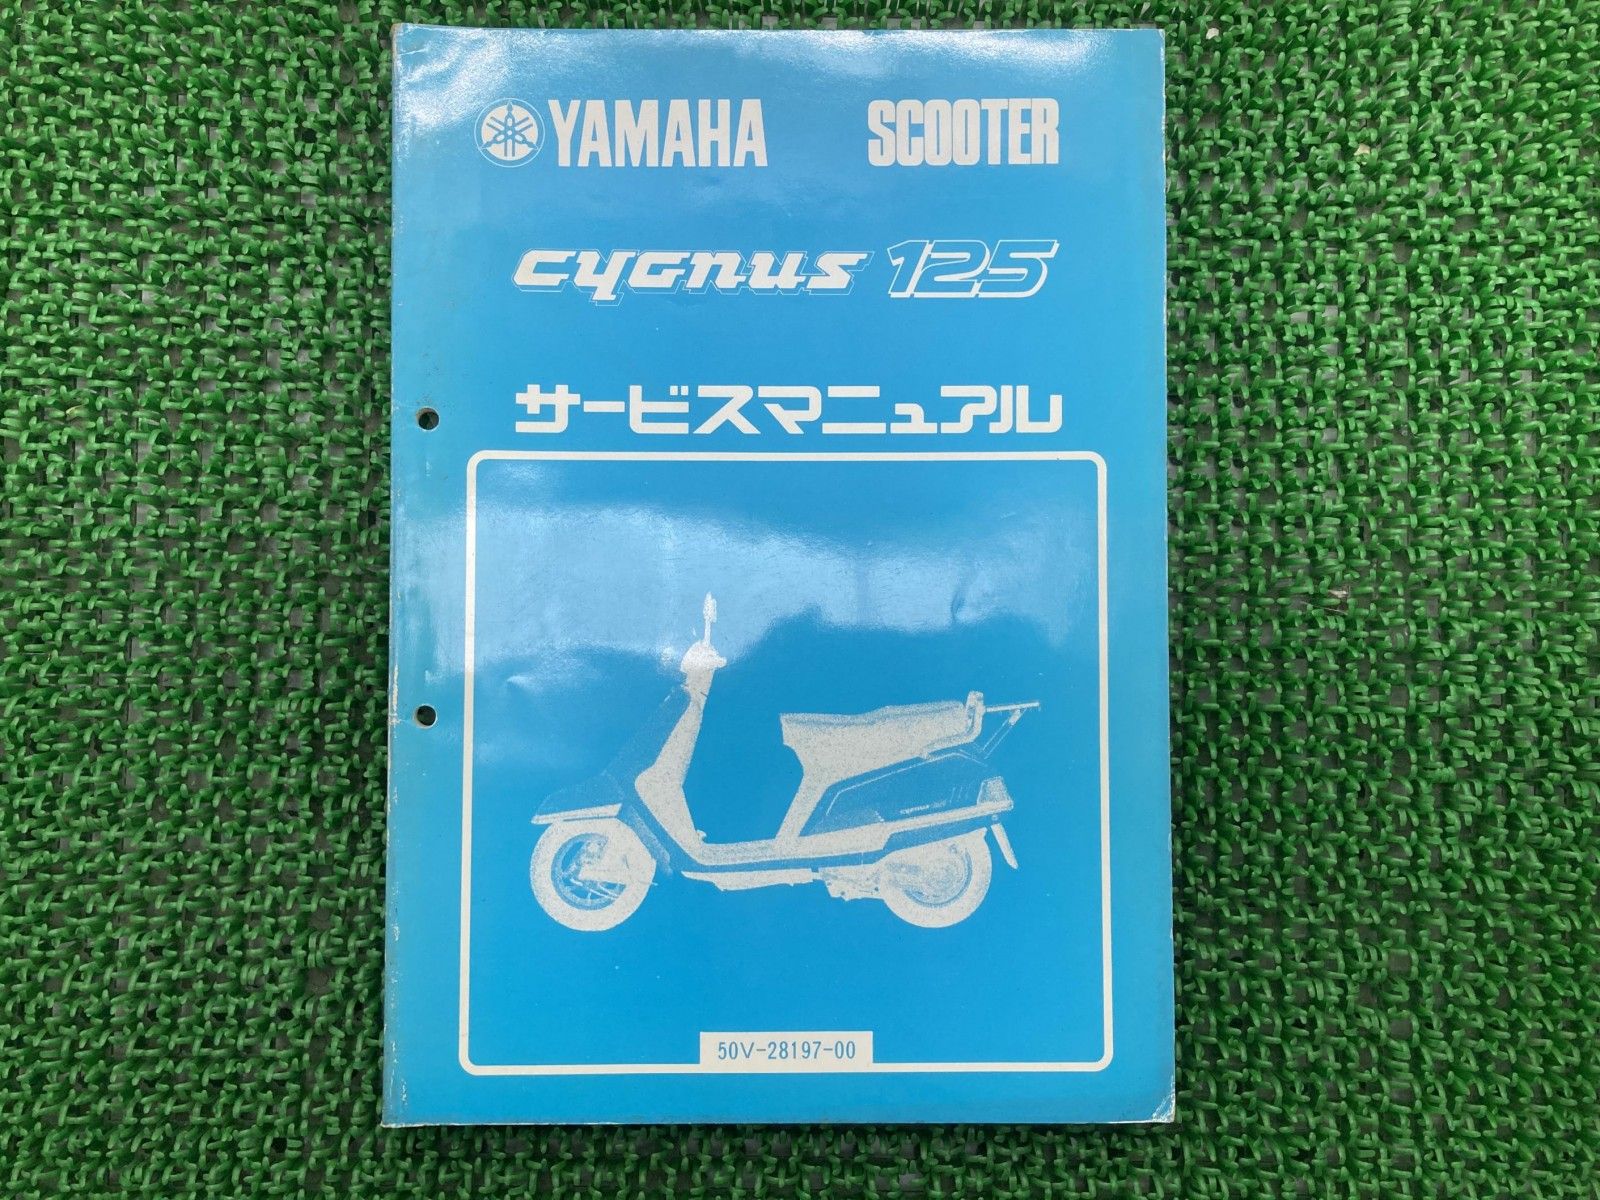 YAMAHA SCOOTER
cygnus 125
サービスマニュアル
50V-28197-00